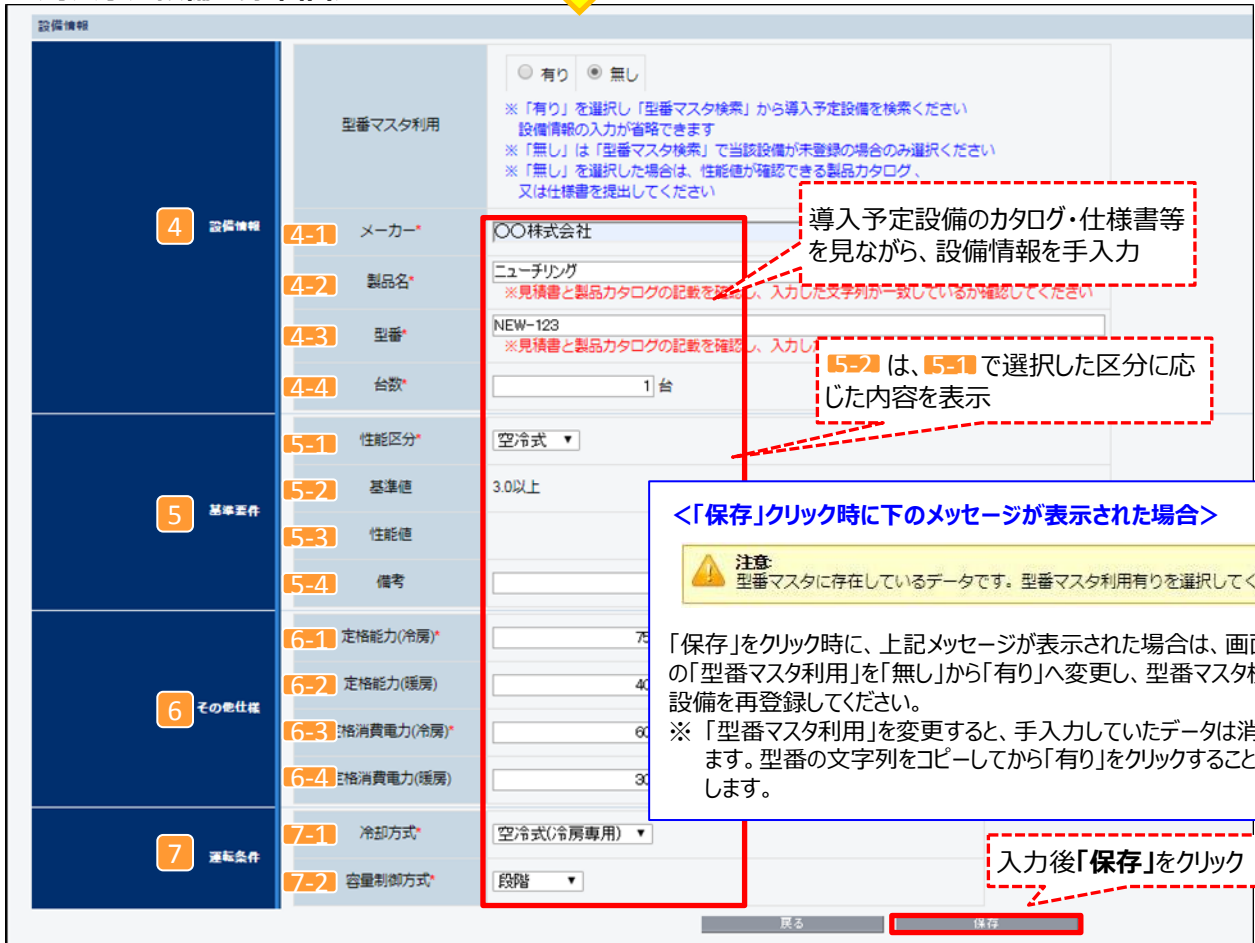 設備情報
型番マスタ利用
有り 無し
※「有り」を選択し「型番マスタ検索」から導入予定設備を検索ください
設備情報の入力が省略できます
※「無し」は「型番マスタ検索」で当該設備が未登録の場合のみ選択ください
※「無し」を選択した場合は、性能値が確認できる製品カタログ、
又は仕様書を提出してください
導入予定設備のカタログ・仕様書等
を見ながら、設備情報を手入力
4 設備情報
4-1 メーカー* 〇〇株式会社
4-2 製品名* ニューチリング
※見積書と製品カタログの記載を確認し、入力した文字列が一致しているか確認してください
4-3 型番* NEW-123
※見積書と製品カタログの記載を確認し、入力し
4-4 台数* 1 台
5-2 は、5-1 で選択した区分に応
じた内容を表示
5 基準要件
5-1 性能区分* 空冷式 ▼
5-2 基準値 3.0以上
5-3 性能値
5-4 備考
<「保存」クリック時に下のメッセージが表示された場合>
注意:
型番マスタに存在しているデータです。型番マスタ利用有りを選択してく
「保存」をクリック時に、上記メッセージが表示された場合は、画
の「型番マスタ利用」を「無し」から「有り」へ変更し、型番マスタ
設備を再登録してください。
※「型番マスタ利用」を変更すると、手入力していたデータは消
ます。型番の文字列をコピーしてから「有り」をクリックすること
します。
6 その他仕様
6-1 定格能力(冷房)* 75
6-2 定格能力(暖房) 40
6-3 格消費電力(冷房)* 60
6-4 格消費電力(暖房) 30
7 運転条件
7-1 冷却方式* 空冷式(冷房専用) ▼
7-2 容量制御方式* 段階 ▼
入力後「保存」をクリック
戻る 保存